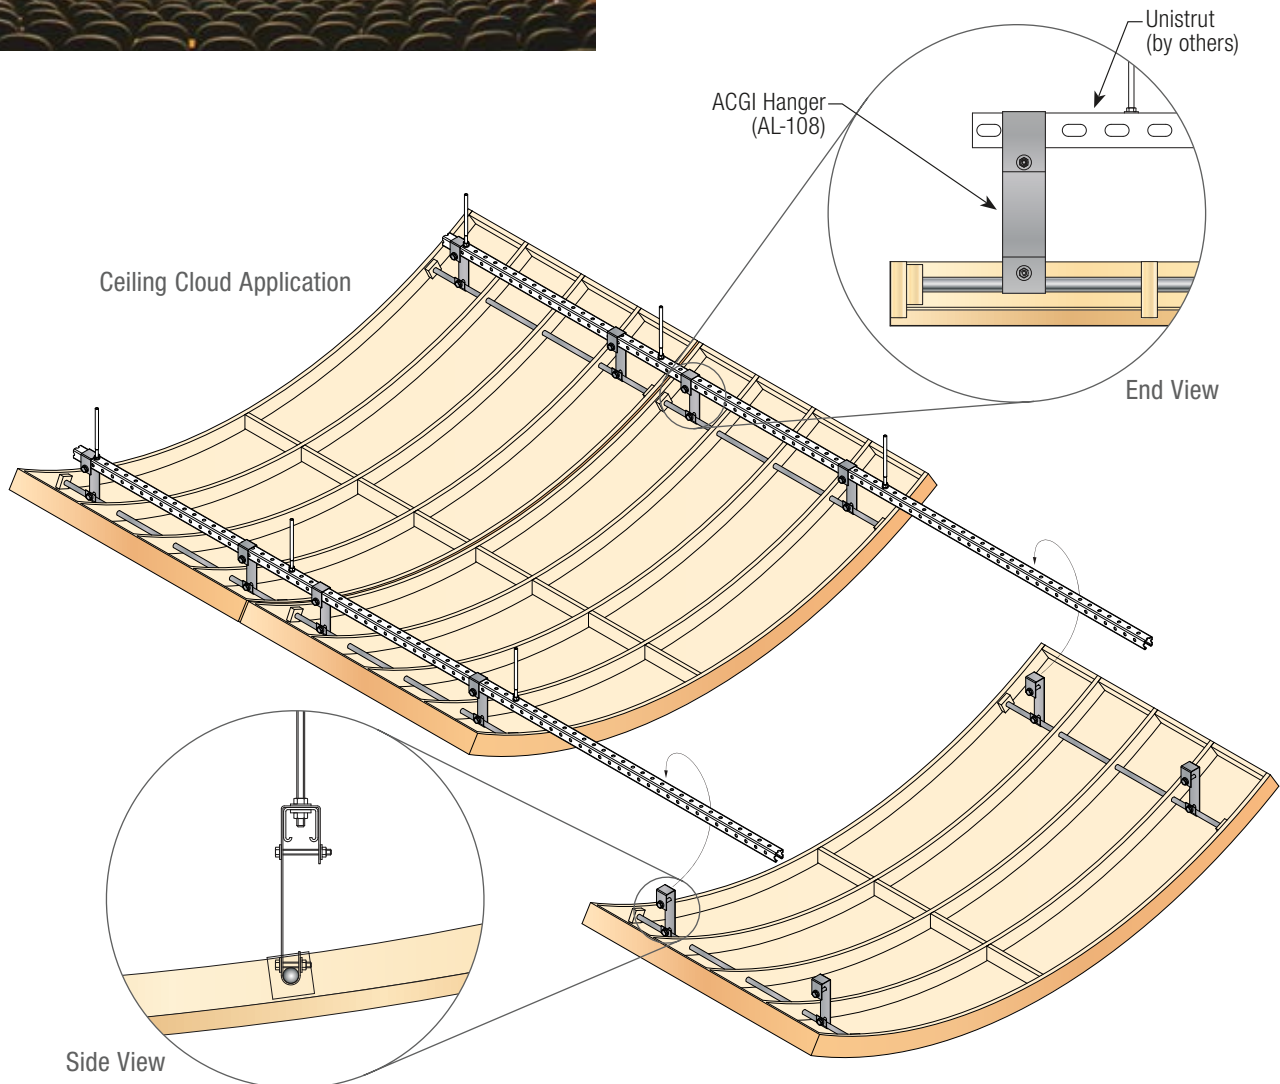 Unistrut
(by others)
ACGI Hanger
(AL-108)
Ceiling Cloud Application
End View
Side View